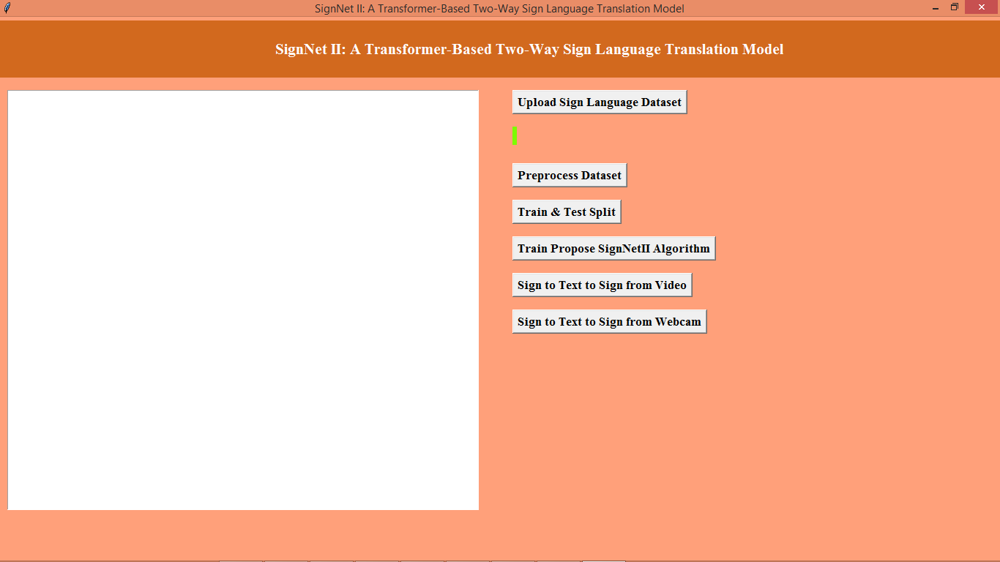 SignNet II: A Transformer-Based Two-Way Sign Language Translation Model
SignNet II: A Transformer-Based Two-Way Sign Language Translation Model
Upload Sign Language Dataset
Preprocess Dataset
Train & Test Split
Train Propose SignNetII Algorithm
Sign to Text to Sign from Video
Sign to Text to Sign from Webcam